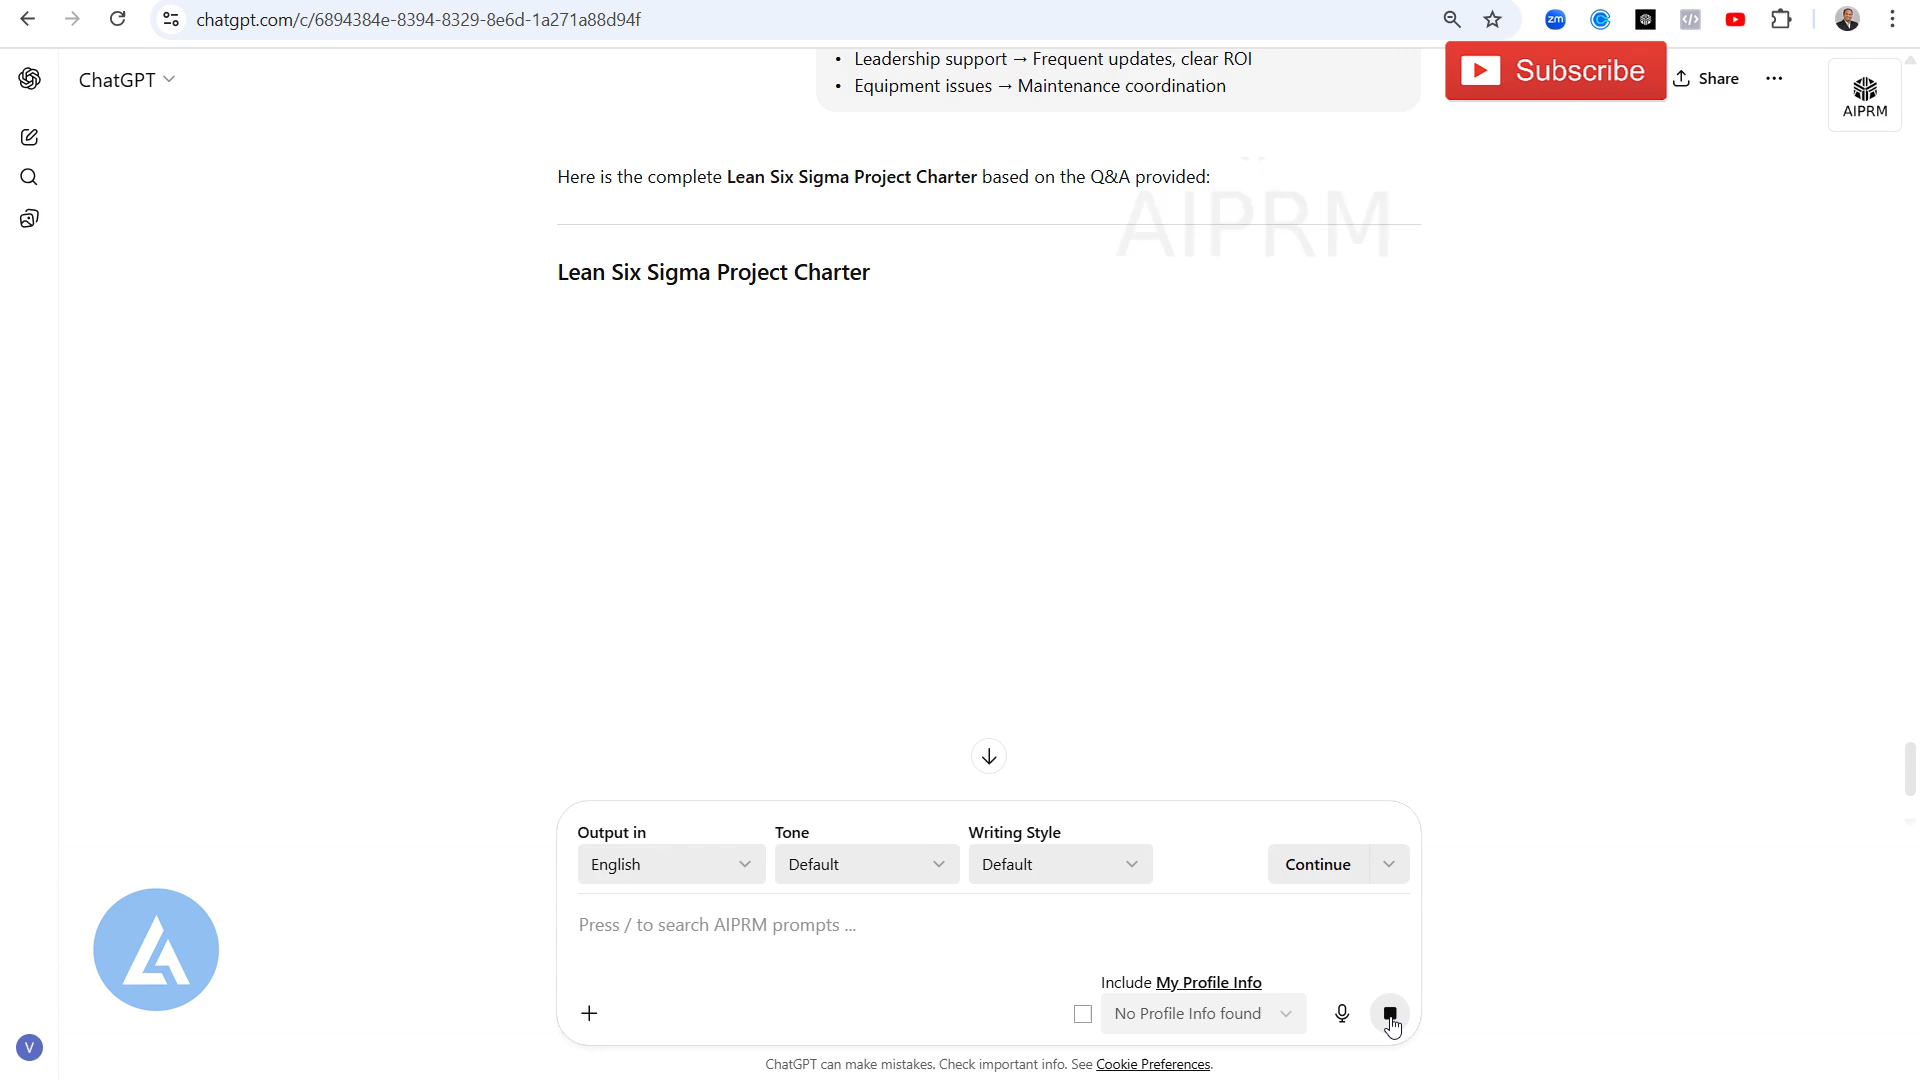 chatgpt.com/c/6894384e-8394-8329-8e6d-1a271a88d94f
zm
ChatGPT
• Leadership support → Frequent updates, clear ROI
• Equipment issues → Maintenance coordination
Subscribe
Share
AIPRM
Here is the complete Lean Six Sigma Project Charter based on the Q&A provided:
AIPRM
Lean Six Sigma Project Charter
Output in
Tone
Writing Style
English
Default
Default
Continue
Press / to search AIPRM prompts ...
Include My Profile Info
No Profile Info found
V
ChatGPT can make mistakes. Check important info. See Cookie Preferences.